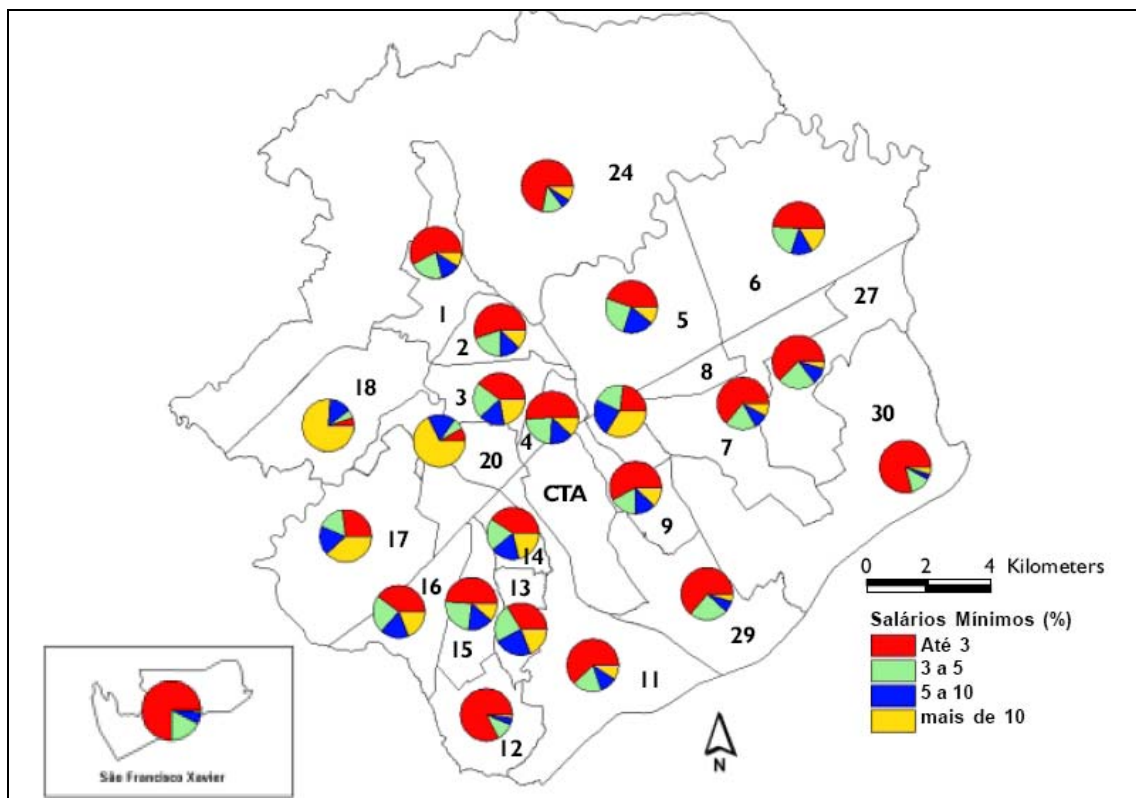 24
6
27
1
5
2
8
18
3
30
4
7
20
CTA
9
17
14
0 2 4 Kilometers
16
13
Salários Mínimos (%)
29
Até 3
15
3 a 5
11
5 a 10
mais de 10
12
N
São Francisco Xavier